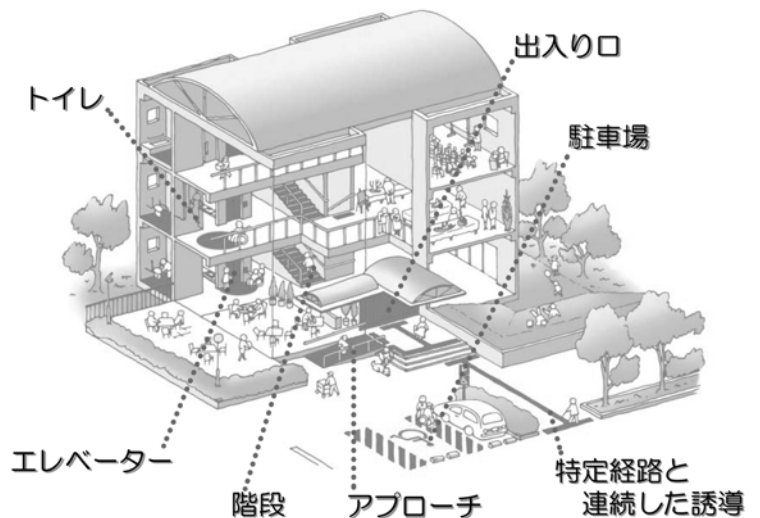 出入り口
トイレ
駐車場
エレベーター
階段
アプローチ
特定経路と
連続した誘導